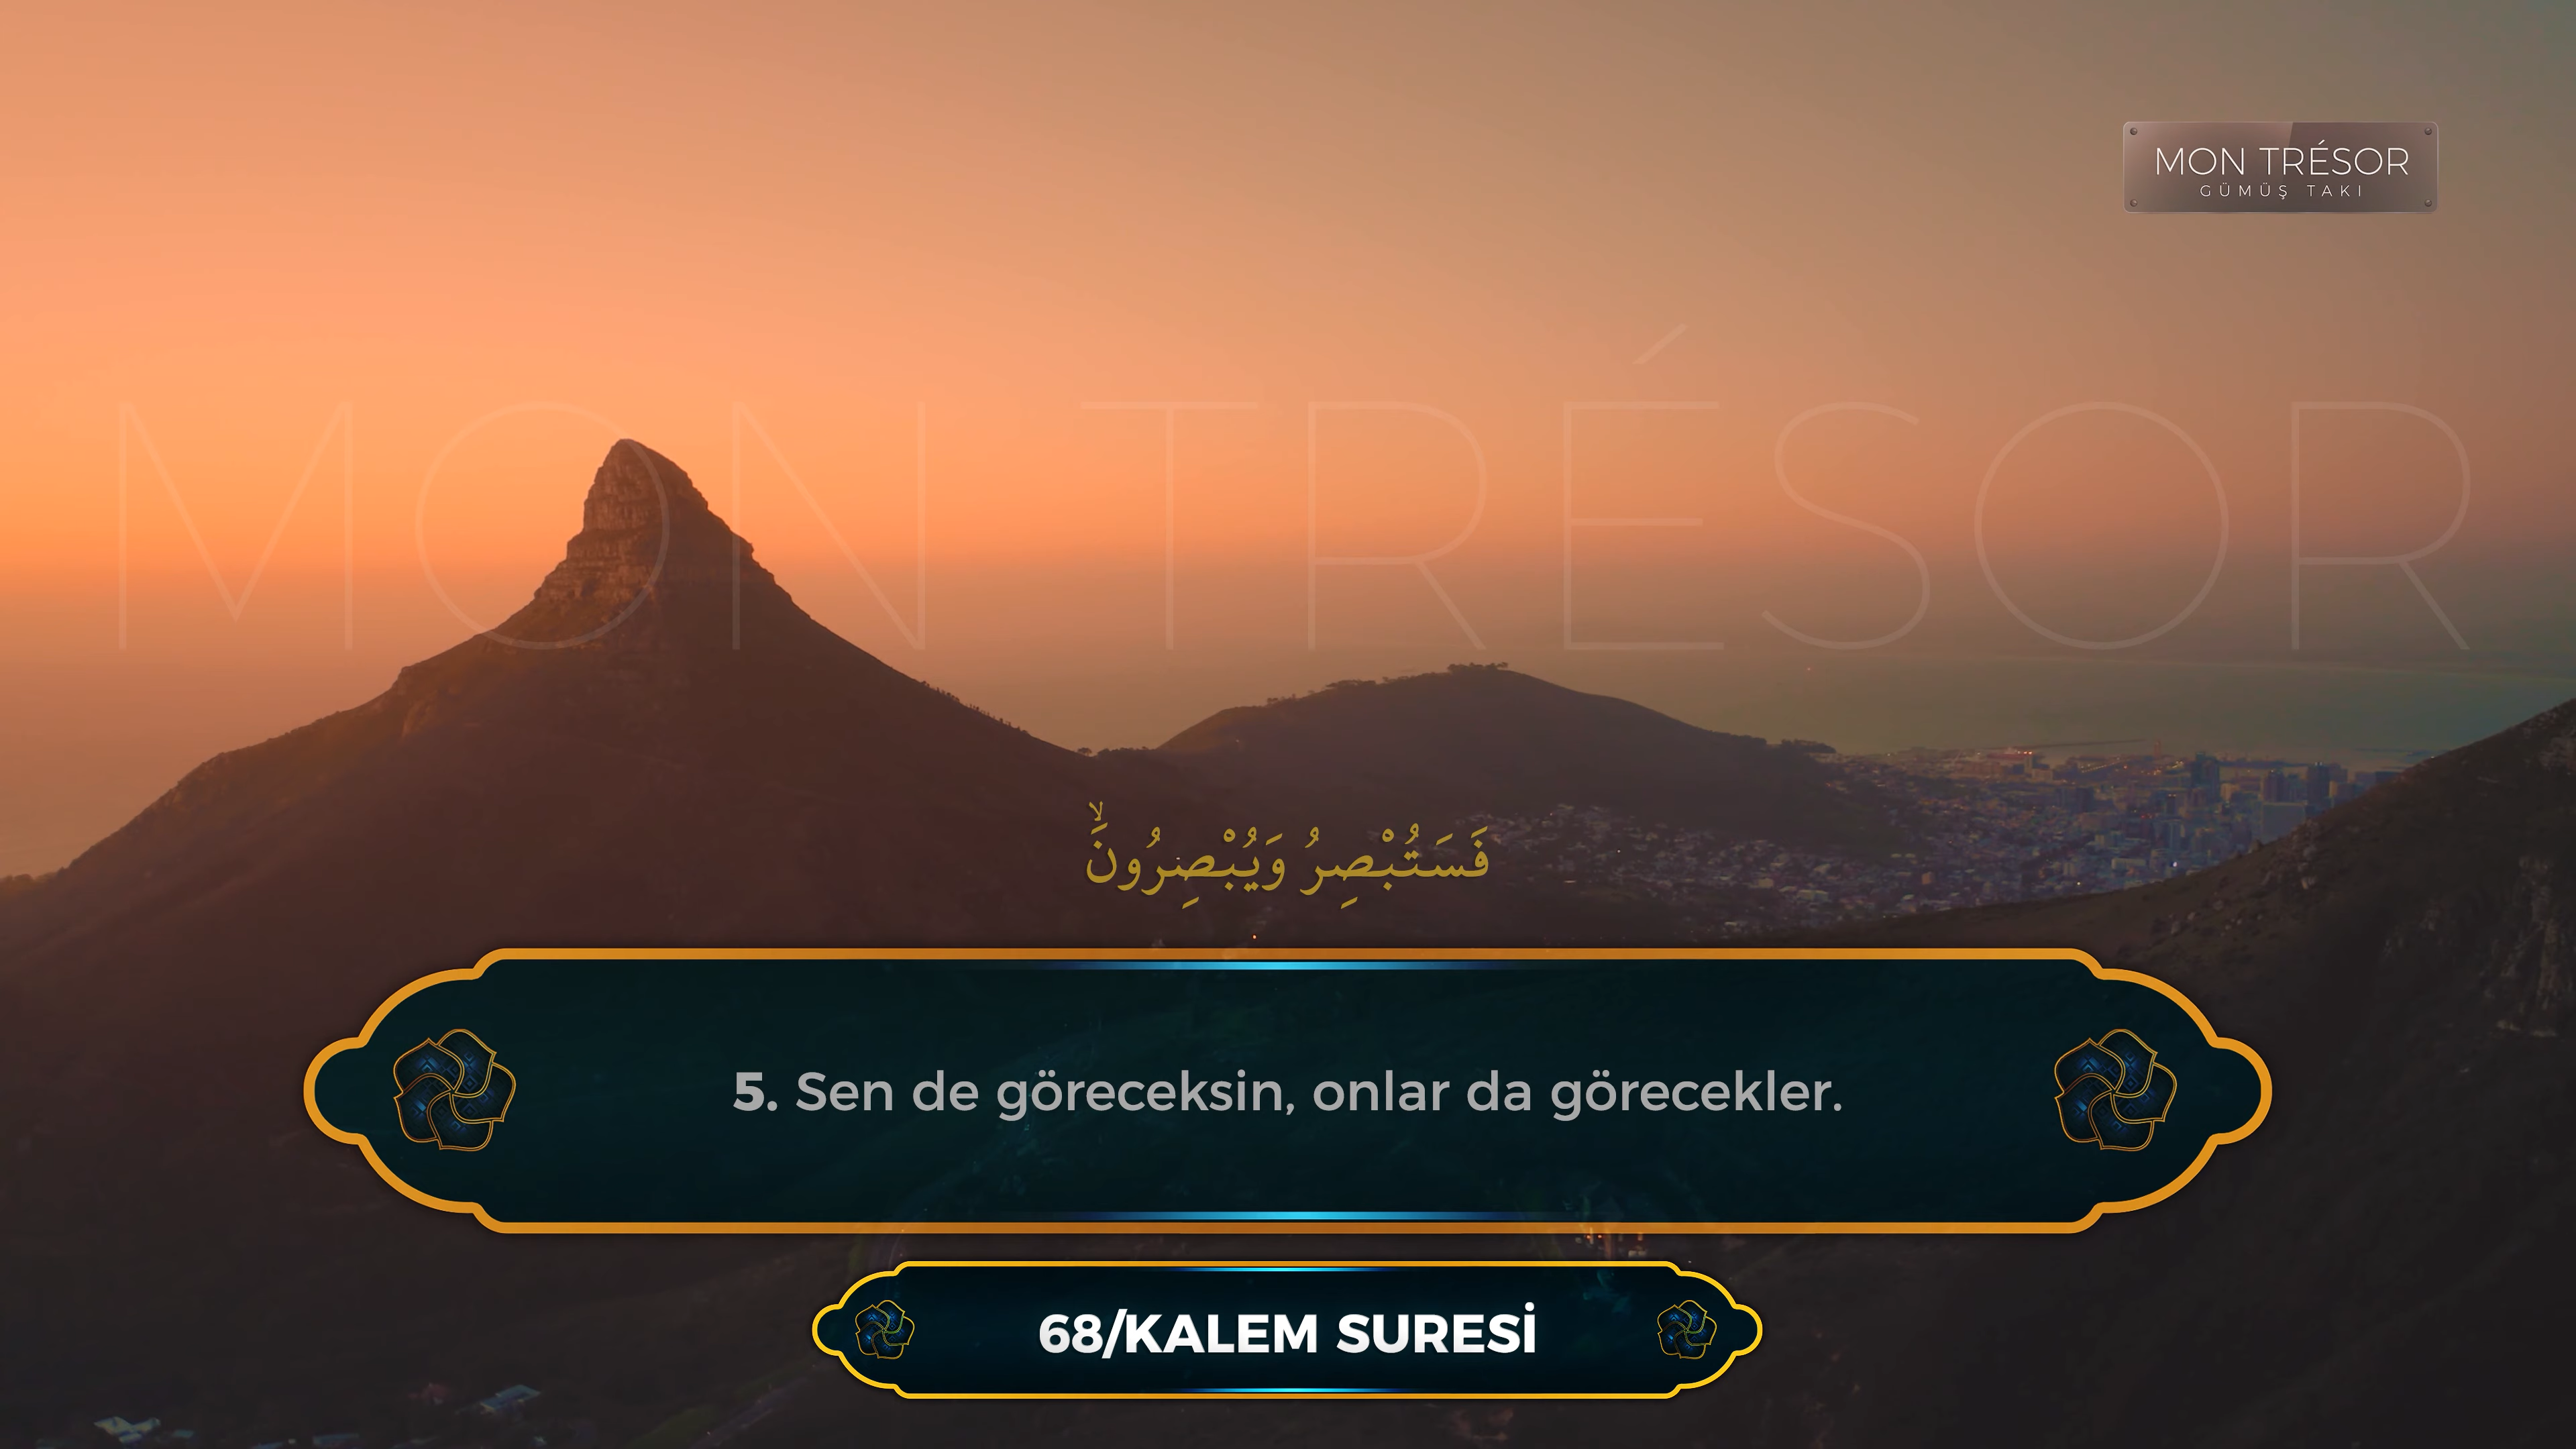 MON TRÉSOR
GÜMÜŞ TAKI
MON TRÉSOR
فَسَتُبْصِرُ وَيُبْصِرُونَۙ
5. Sen de göreceksin, onlar da görecekler.
68/KALEM SURESİ